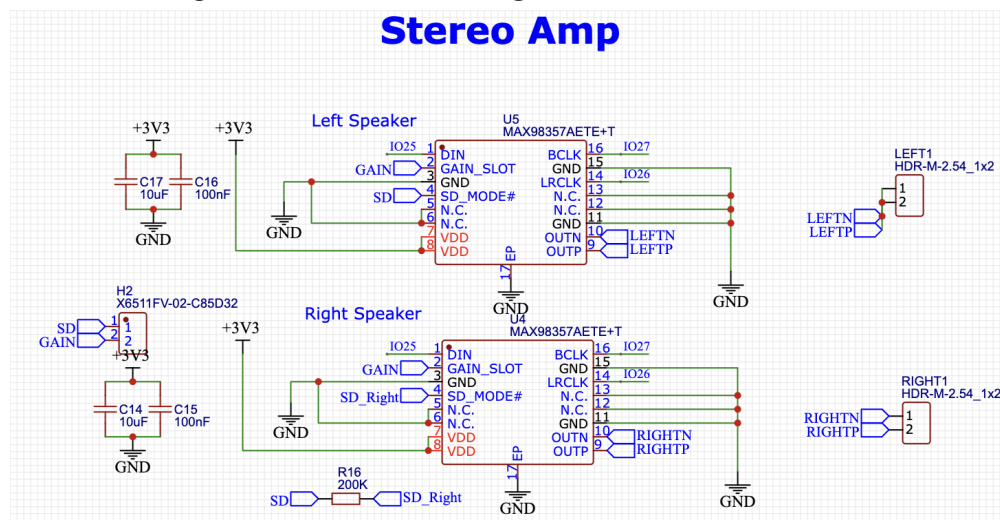 Stereo Amp
Left Speaker
+3V3
C17
10uF
C16
100nF
GND
+3V3
GND
U5
MAX98357AETE+T
IO25 1 DIN
GAIN 2 GAIN_SLOT
3 GND
SD 4 SD_MODE#
5 N.C.
6 N.C.
7 VDD
8 VDD
16 BCLK IO27
15 GND
14 LRCLK IO26
13 N.C.
12 N.C.
11 GND
10 OUTN LEFTN
9 OUTP LEFTP
17 EP
GND
GND
LEFT1
HDR-M-2.54_1x2
1
2
LEFTN
LEFTP
H2
X6511FV-02-C85D32
SD 1 1
GAIN 2 2
+3V3
C14
10uF
C15
100nF
GND
Right Speaker
+3V3
GND
U4
MAX98357AETE+T
IO25 1 DIN
GAIN 2 GAIN_SLOT
3 GND
SD_Right 4 SD_MODE#
5 N.C.
6 N.C.
7 VDD
8 VDD
16 BCLK IO27
15 GND
14 LRCLK IO26
13 N.C.
12 N.C.
11 GND
10 OUTN RIGHTN
9 OUTP RIGHTP
17 EP
GND
GND
RIGHT1
HDR-M-2.54_1x2
RIGHTN 1
RIGHTP 2
R16
200K
SD
SD_Right